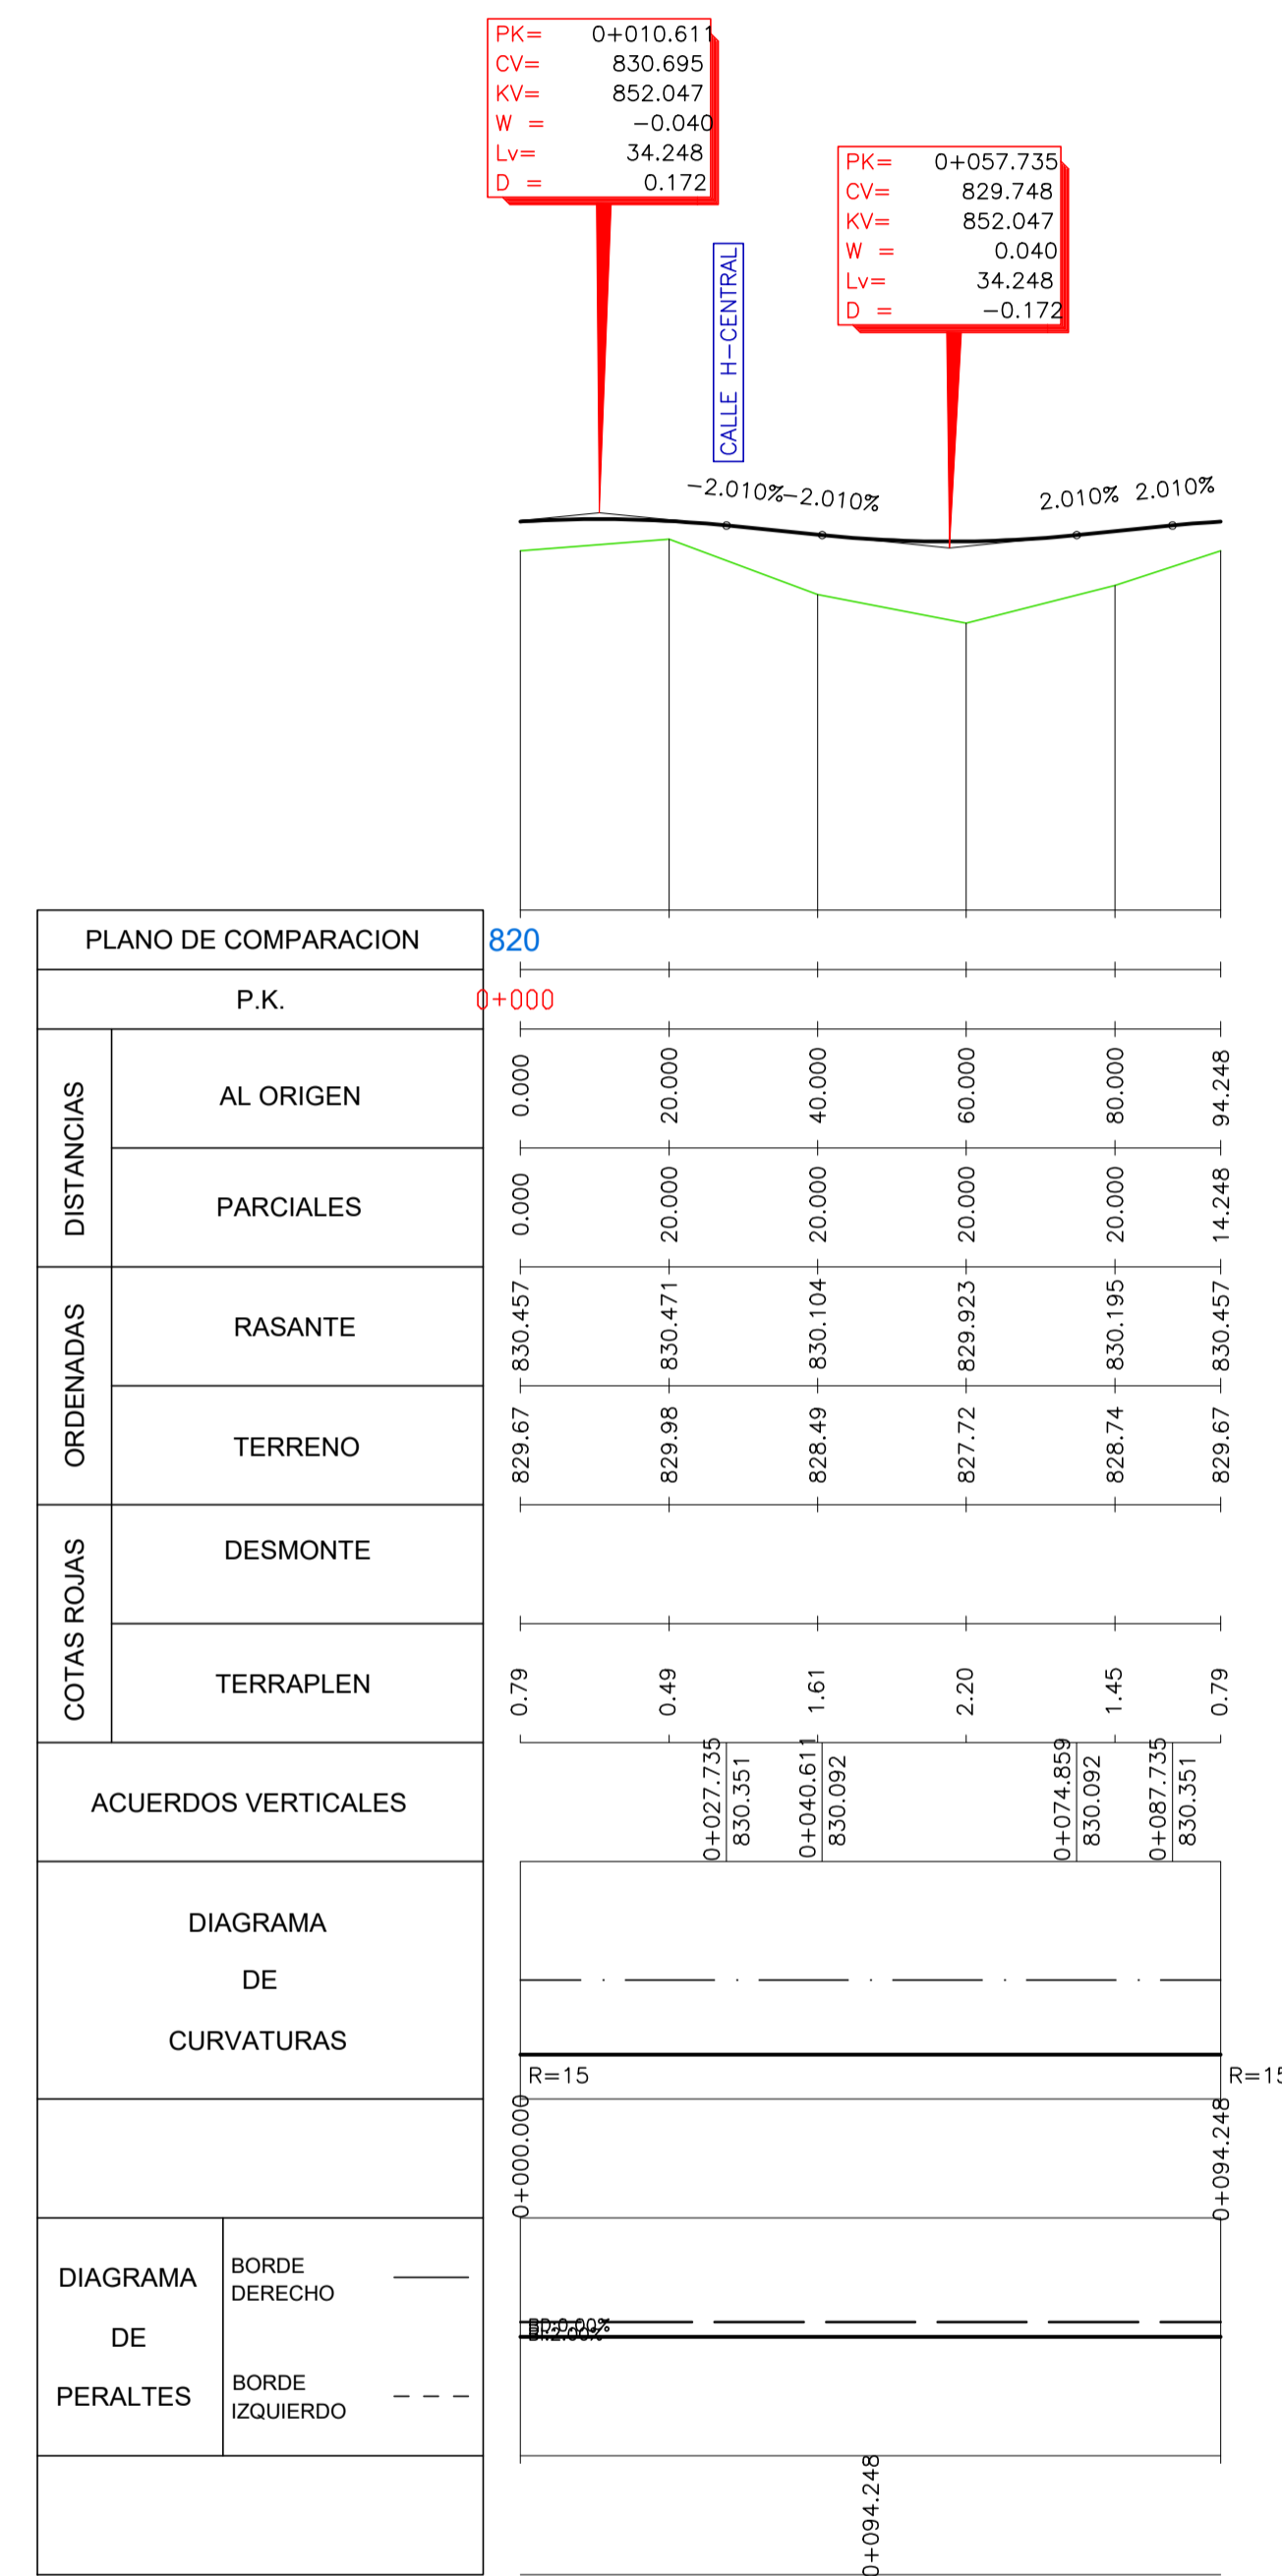 PK= 0+010.611
CV= 830.695
KV= 852.047
W = -0.040
Lv= 34.248
D = 0.172
PK= 0+057.735
CV= 829.748
KV= 852.047
W = 0.040
Lv= 34.248
D = -0.172
CALLE H-CENTRAL
-2.010% -2.010% 2.010% 2.010%
PLANO DE COMPARACION 820
P.K. 0+000
DISTANCIAS
AL ORIGEN 0.000 20.000 40.000 60.000 80.000 94.248
PARCIALES 0.000 20.000 20.000 20.000 20.000 14.248
ORDENADAS
RASANTE 830.457 830.471 830.104 829.923 830.195 830.457
TERRENO 829.67 829.98 828.49 827.72 828.74 829.67
COTAS ROJAS
DESMONTE
TERRAPLEN 0.79 0.49 1.61 2.20 1.45 0.79
ACUERDOS VERTICALES
0+027.735
830.351
0+040.611
830.092
0+074.859
830.092
0+087.735
830.351
DIAGRAMA
DE
CURVATURAS
R=15 R=15
0+000.000 0+094.248
DIAGRAMA
DE
PERALTES
BORDE
DERECHO
BORDE
IZQUIERDO
0+094.248